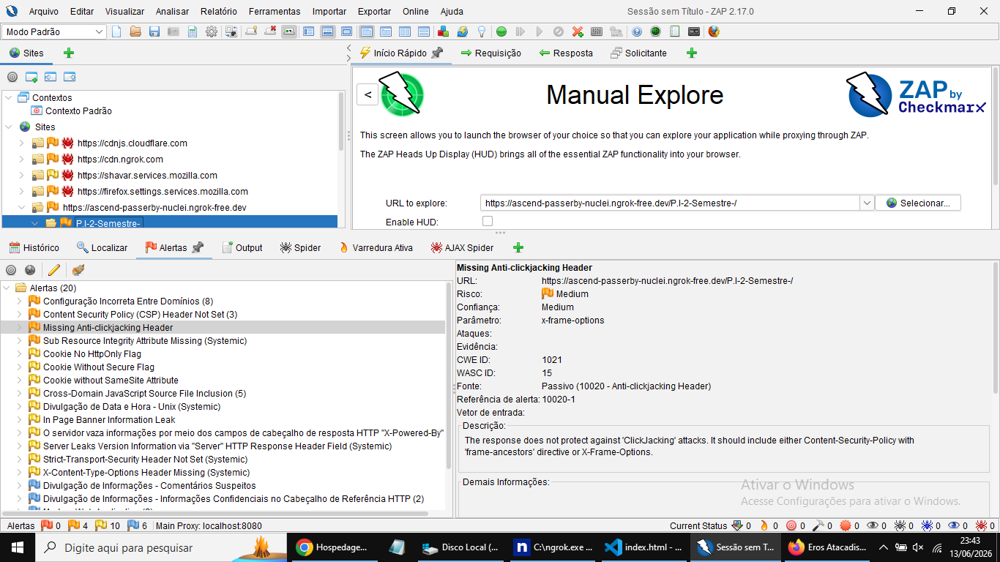 Sessão sem Título - ZAP 2.17.0
Arquivo Editar Visualizar Analisar Relatório Ferramentas Importar Exportar Online Ajuda
Modo Padrão
Sites
Início Rápido Requisição Resposta Solicitante
Contextos
Contexto Padrão
Sites
https://cdnjs.cloudflare.com
https://cdn.ngrok.com
https://shavar.services.mozilla.com
https://firefox.settings.services.mozilla.com
https://ascend-passerby-nuclei.ngrok-free.dev
P.I-2-Semestre-
<
Manual Explore
ZAP by
Checkmarx
This screen allows you to launch the browser of your choice so that you can explore your application while proxying through ZAP.
The ZAP Heads Up Display (HUD) brings all of the essential ZAP functionality into your browser.
URL to explore: https://ascend-passerby-nuclei.ngrok-free.dev/P.I-2-Semestre-/ Selecionar...
Enable HUD:
Histórico Localizar Alertas Output Spider Varredura Ativa AJAX Spider
Alertas (20)
Configuração Incorreta Entre Domínios (8)
Content Security Policy (CSP) Header Not Set (3)
Missing Anti-clickjacking Header
Sub Resource Integrity Attribute Missing (Systemic)
Cookie No HttpOnly Flag
Cookie Without Secure Flag
Cookie without SameSite Attribute
Cross-Domain JavaScript Source File Inclusion (5)
Divulgação de Data e Hora - Unix (Systemic)
In Page Banner Information Leak
O servidor vaza informações por meio dos campos de cabeçalho de resposta HTTP "X-Powered-By"
Server Leaks Version Information via "Server" HTTP Response Header Field (Systemic)
Strict-Transport-Security Header Not Set (Systemic)
X-Content-Type-Options Header Missing (Systemic)
Divulgação de Informações - Comentários Suspeitos
Divulgação de Informações - Informações Confidenciais no Cabeçalho de Referência HTTP (2)
Missing Anti-clickjacking Header
URL: https://ascend-passerby-nuclei.ngrok-free.dev/P.I-2-Semestre-/
Risco: Medium
Confiança: Medium
Parâmetro: x-frame-options
Ataques:
Evidência:
CWE ID: 1021
WASC ID: 15
Fonte: Passivo (10020 - Anti-clickjacking Header)
Referência de alerta: 10020-1
Vetor de entrada:
Descrição:
The response does not protect against 'ClickJacking' attacks. It should include either Content-Security-Policy with
'frame-ancestors' directive or X-Frame-Options.
Demais Informações:
Ativar o Windows
Acesse Configurações para ativar o Windows.
Alertas 0 4 10 6 Main Proxy: localhost:8080 Current Status 0 0 0 0 0 0 0 0 0 0
Digite aqui para pesquisar Hospedage... Disco Local (... C:\ngrok.exe ... index.html - ... Sessão sem T... Eros Atacadis... 23:43
13/06/2026